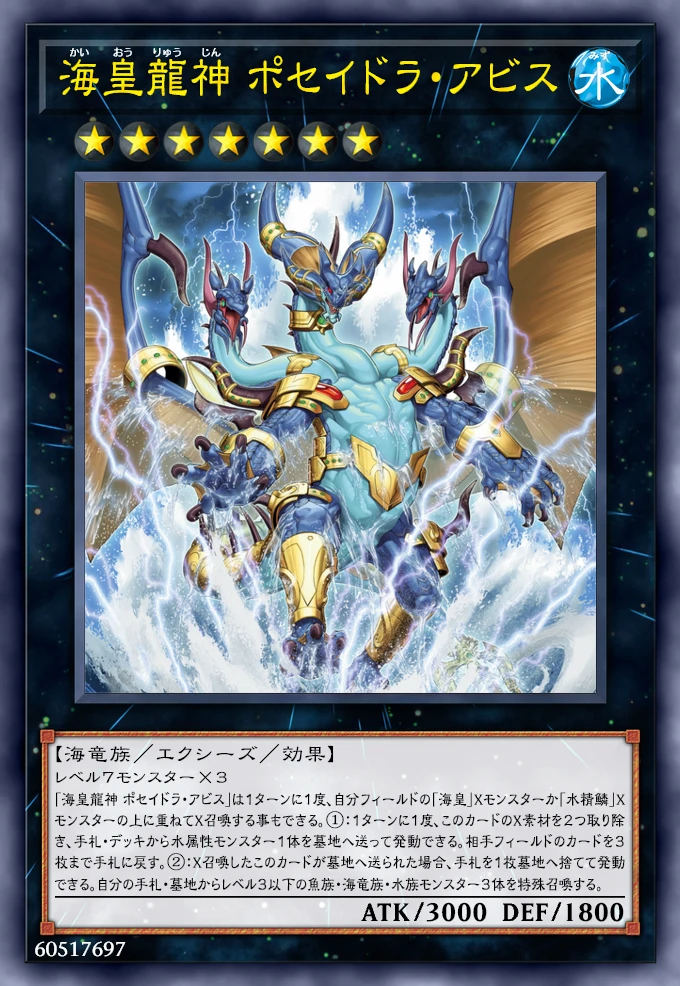 かい おう りゅう じん
海皇龍神 ポセイドラ・アビス
みず
水
【海竜族／エクシーズ／効果】
レベル7モンスター×3
「海皇龍神 ポセイドラ・アビス」は1ターンに1度、自分フィールドの「海皇」Xモンスターか「水精鱗」X
モンスターの上に重ねてX召喚する事もできる。①：1ターンに1度、このカードのX素材を2つ取り除
き、手札・デッキから水属性モンスター1体を墓地へ送って発動できる。相手フィールドのカードを3
枚まで手札に戻す。②：X召喚したこのカードが墓地へ送られた場合、手札を1枚墓地へ捨てて発動
できる。自分の手札・墓地からレベル3以下の魚族・海竜族・水族モンスター3体を特殊召喚する。
ATK/3000 DEF/1800
60517697